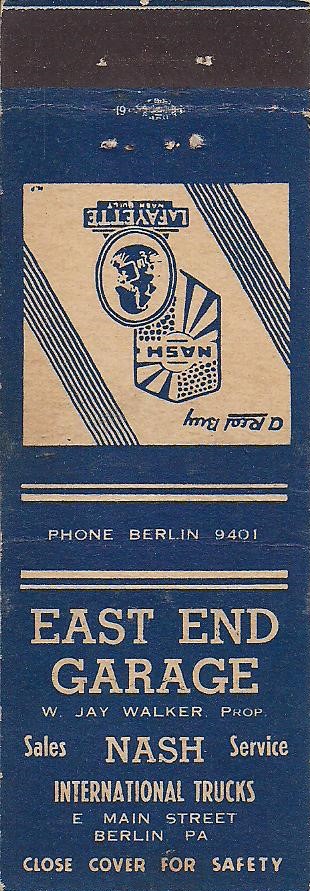 A Real Buy
NASH
LAFAYETTE
NASH BUILT
PHONE BERLIN 9401
EAST END
GARAGE
W. JAY WALKER, PROP.
Sales NASH Service
INTERNATIONAL TRUCKS
E MAIN STREET
BERLIN PA
CLOSE COVER FOR SAFETY